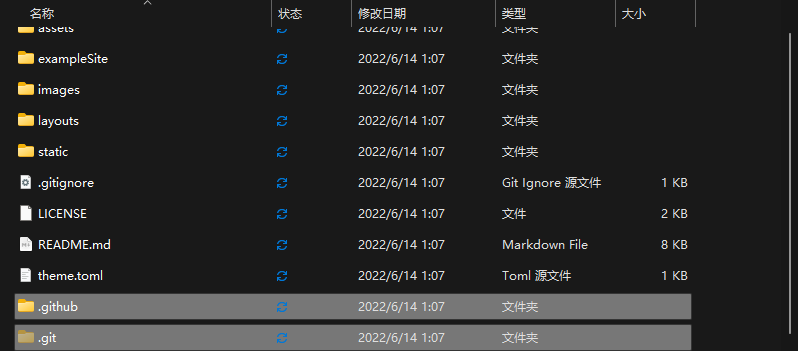 名称 状态 修改日期 类型 大小
assets 2022/6/14 1:07 文件夹
exampleSite 2022/6/14 1:07 文件夹
images 2022/6/14 1:07 文件夹
layouts 2022/6/14 1:07 文件夹
static 2022/6/14 1:07 文件夹
.gitignore 2022/6/14 1:07 Git Ignore 源文件 1 KB
LICENSE 2022/6/14 1:07 文件 2 KB
README.md 2022/6/14 1:07 Markdown File 8 KB
theme.toml 2022/6/14 1:07 Toml 源文件 1 KB
.github 2022/6/14 1:07 文件夹
.git 2022/6/14 1:07 文件夹